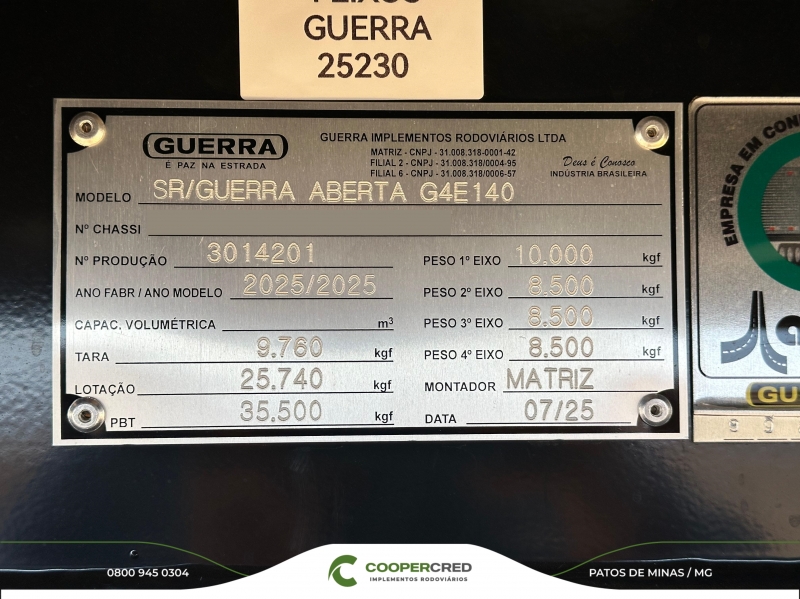 GUERRA
25230
GUERRA
É PAZ NA ESTRADA
GUERRA IMPLEMENTOS RODOVIÁRIOS LTDA
MATRIZ - CNPJ - 31.008.318-0001-42
FILIAL 2 - CNPJ - 31.008.318/0004-95
FILIAL 6 - CNPJ - 31.008.318/0006-57
Deus é Conosco
INDÚSTRIA BRASILEIRA
MODELO SR/GUERRA ABERTA G4E140
Nº CHASSI
Nº PRODUÇÃO 3014201
ANO FABR / ANO MODELO 2025/2025
CAPAC. VOLUMÉTRICA m³
TARA 9.760 kgf
LOTAÇÃO 25.740 kgf
PBT 35.500 kgf
PESO 1º EIXO 10.000 kgf
PESO 2º EIXO 8.500 kgf
PESO 3º EIXO 8.500 kgf
PESO 4º EIXO 8.500 kgf
MONTADOR MATRIZ
DATA 07/25
EMPRESA EM
0800 945 0304
COOPERCRED
IMPLEMENTOS RODOVIÁRIOS
PATOS DE MINAS / MG